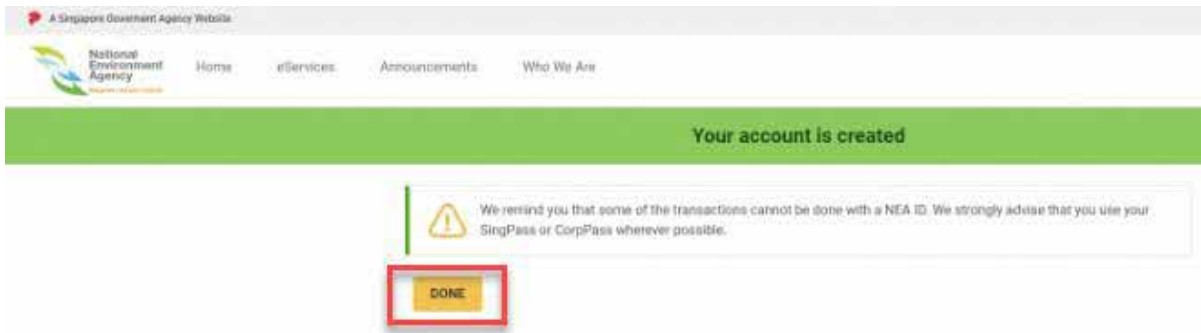 A Singapore Government Agency Website
National
Environment
Agency
Home eServices Announcements Who We Are
Your account is created
We remind you that some of the transactions cannot be done with a NEA ID. We strongly advise that you use your
SingPass or CorpPass wherever possible.
DONE